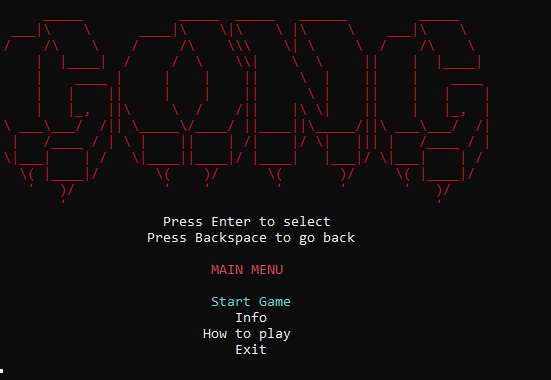 GONG
Press Enter to select
Press Backspace to go back
MAIN MENU
Start Game
Info
How to play
Exit